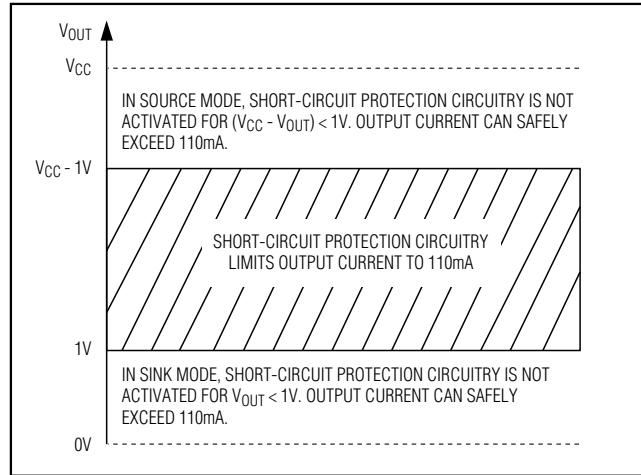 VOUT
VCC
IN SOURCE MODE, SHORT-CIRCUIT PROTECTION CIRCUITRY IS NOT
ACTIVATED FOR (VCC - VOUT) < 1V. OUTPUT CURRENT CAN SAFELY
EXCEED 110mA.
VCC - 1V
SHORT-CIRCUIT PROTECTION CIRCUITRY
LIMITS OUTPUT CURRENT TO 110mA
1V
IN SINK MODE, SHORT-CIRCUIT PROTECTION CIRCUITRY IS NOT
ACTIVATED FOR VOUT < 1V. OUTPUT CURRENT CAN SAFELY
EXCEED 110mA.
0V